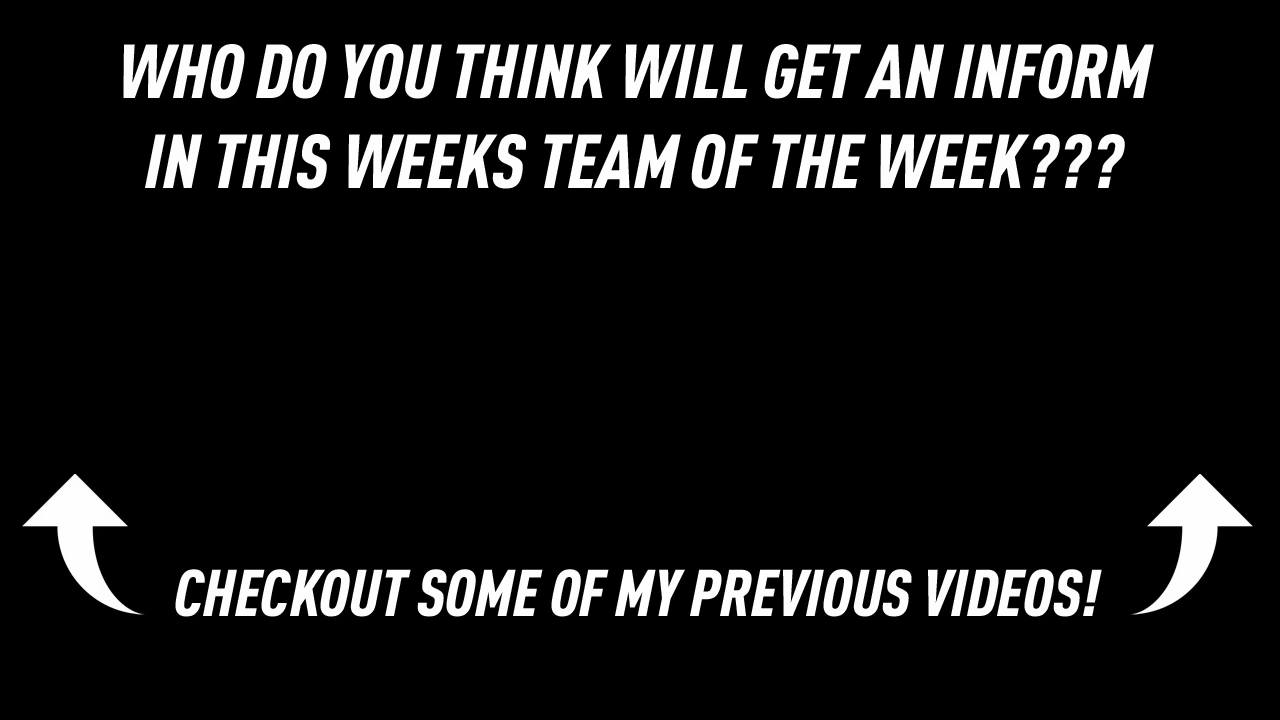 WHO DO YOU THINK WILL GET AN INFORM
IN THIS WEEKS TEAM OF THE WEEK???
CHECKOUT SOME OF MY PREVIOUS VIDEOS!